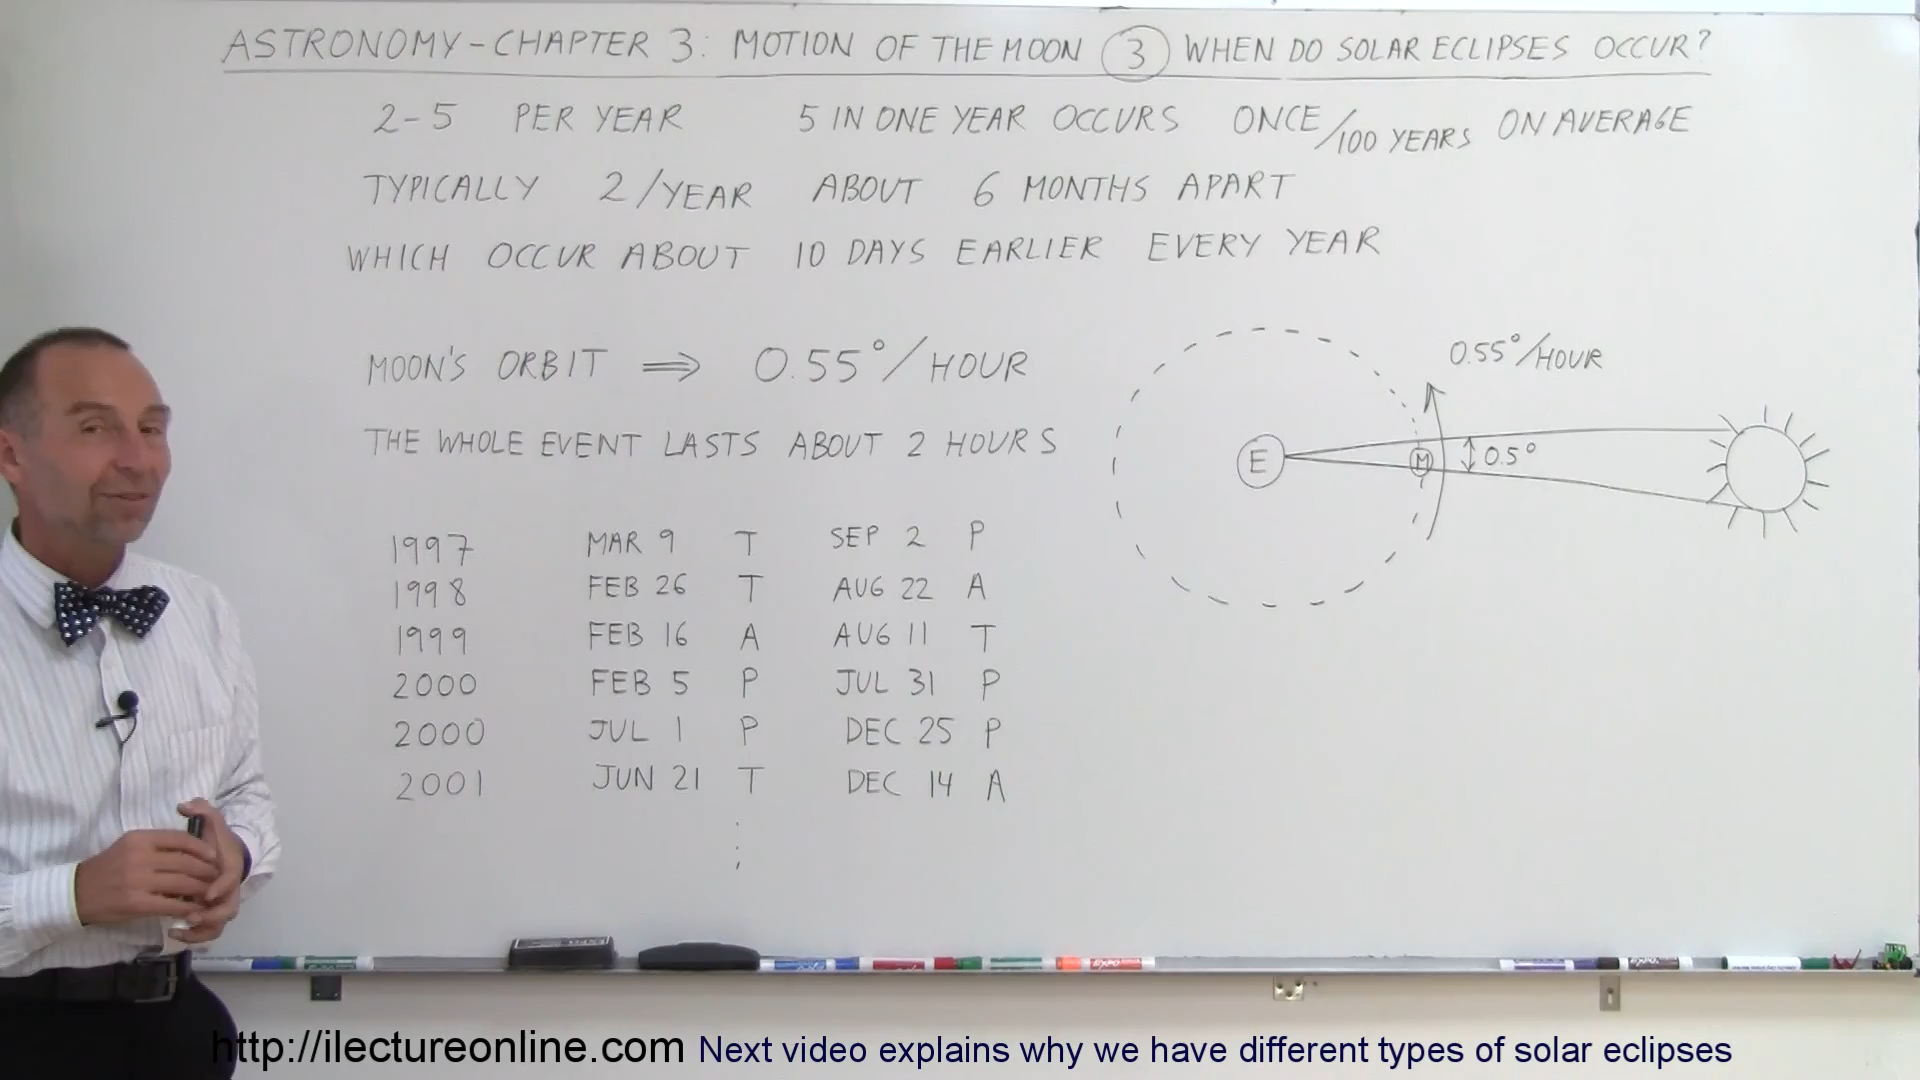 ASTRONOMY - CHAPTER 3: MOTION OF THE MOON 3 WHEN DO SOLAR ECLIPSES OCCUR?
2-5 PER YEAR 5 IN ONE YEAR OCCURS ONCE/100 YEARS ON AVERAGE
TYPICALLY 2/YEAR ABOUT 6 MONTHS APART
WHICH OCCUR ABOUT 10 DAYS EARLIER EVERY YEAR
MOON'S ORBIT ⇒ 0.55°/HOUR
THE WHOLE EVENT LASTS ABOUT 2 HOURS
0.55°/HOUR
E M 0.5°
1997 MAR 9 T SEP 2 P
1998 FEB 26 T AUG 22 A
1999 FEB 16 A AUG 11 T
2000 FEB 5 P JUL 31 P
2000 JUL 1 P DEC 25 P
2001 JUN 21 T DEC 14 A
http://ilectureonline.com Next video explains why we have different types of solar eclipses